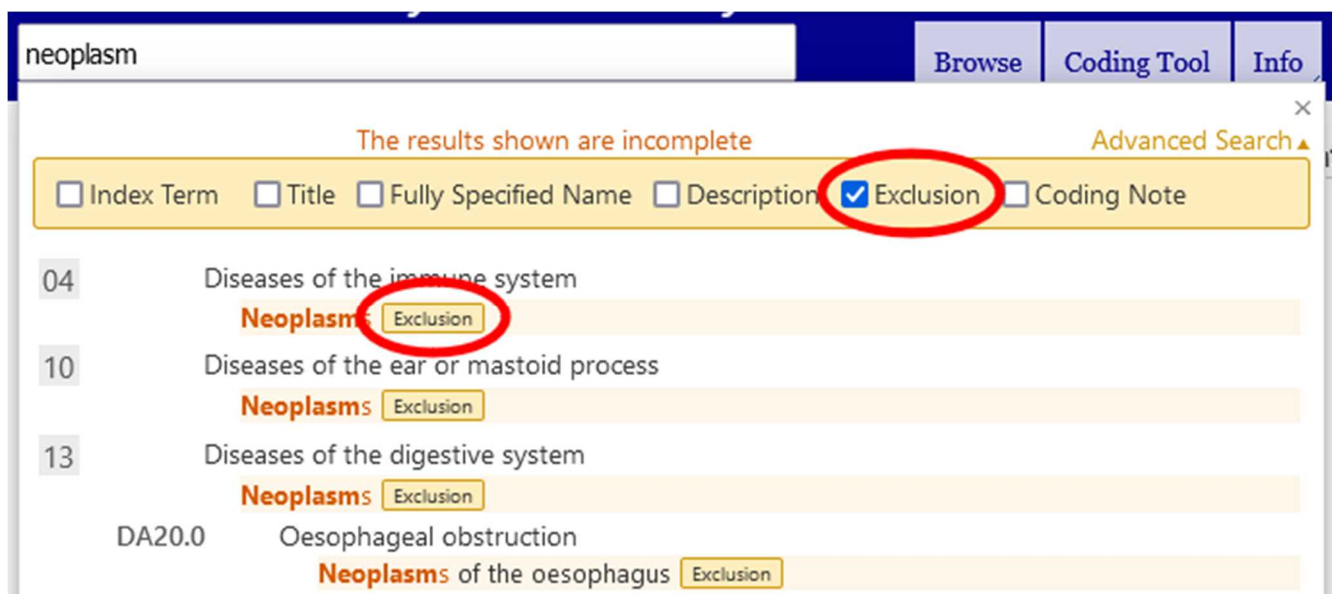 neoplasm
Browse Coding Tool Info
×
The results shown are incomplete Advanced Search▲
Index Term Title Fully Specified Name Description Exclusion Coding Note
04 Diseases of the immune system
Neoplasms Exclusion
10 Diseases of the ear or mastoid process
Neoplasms Exclusion
13 Diseases of the digestive system
Neoplasms Exclusion
DA20.0 Oesophageal obstruction
Neoplasms of the oesophagus Exclusion